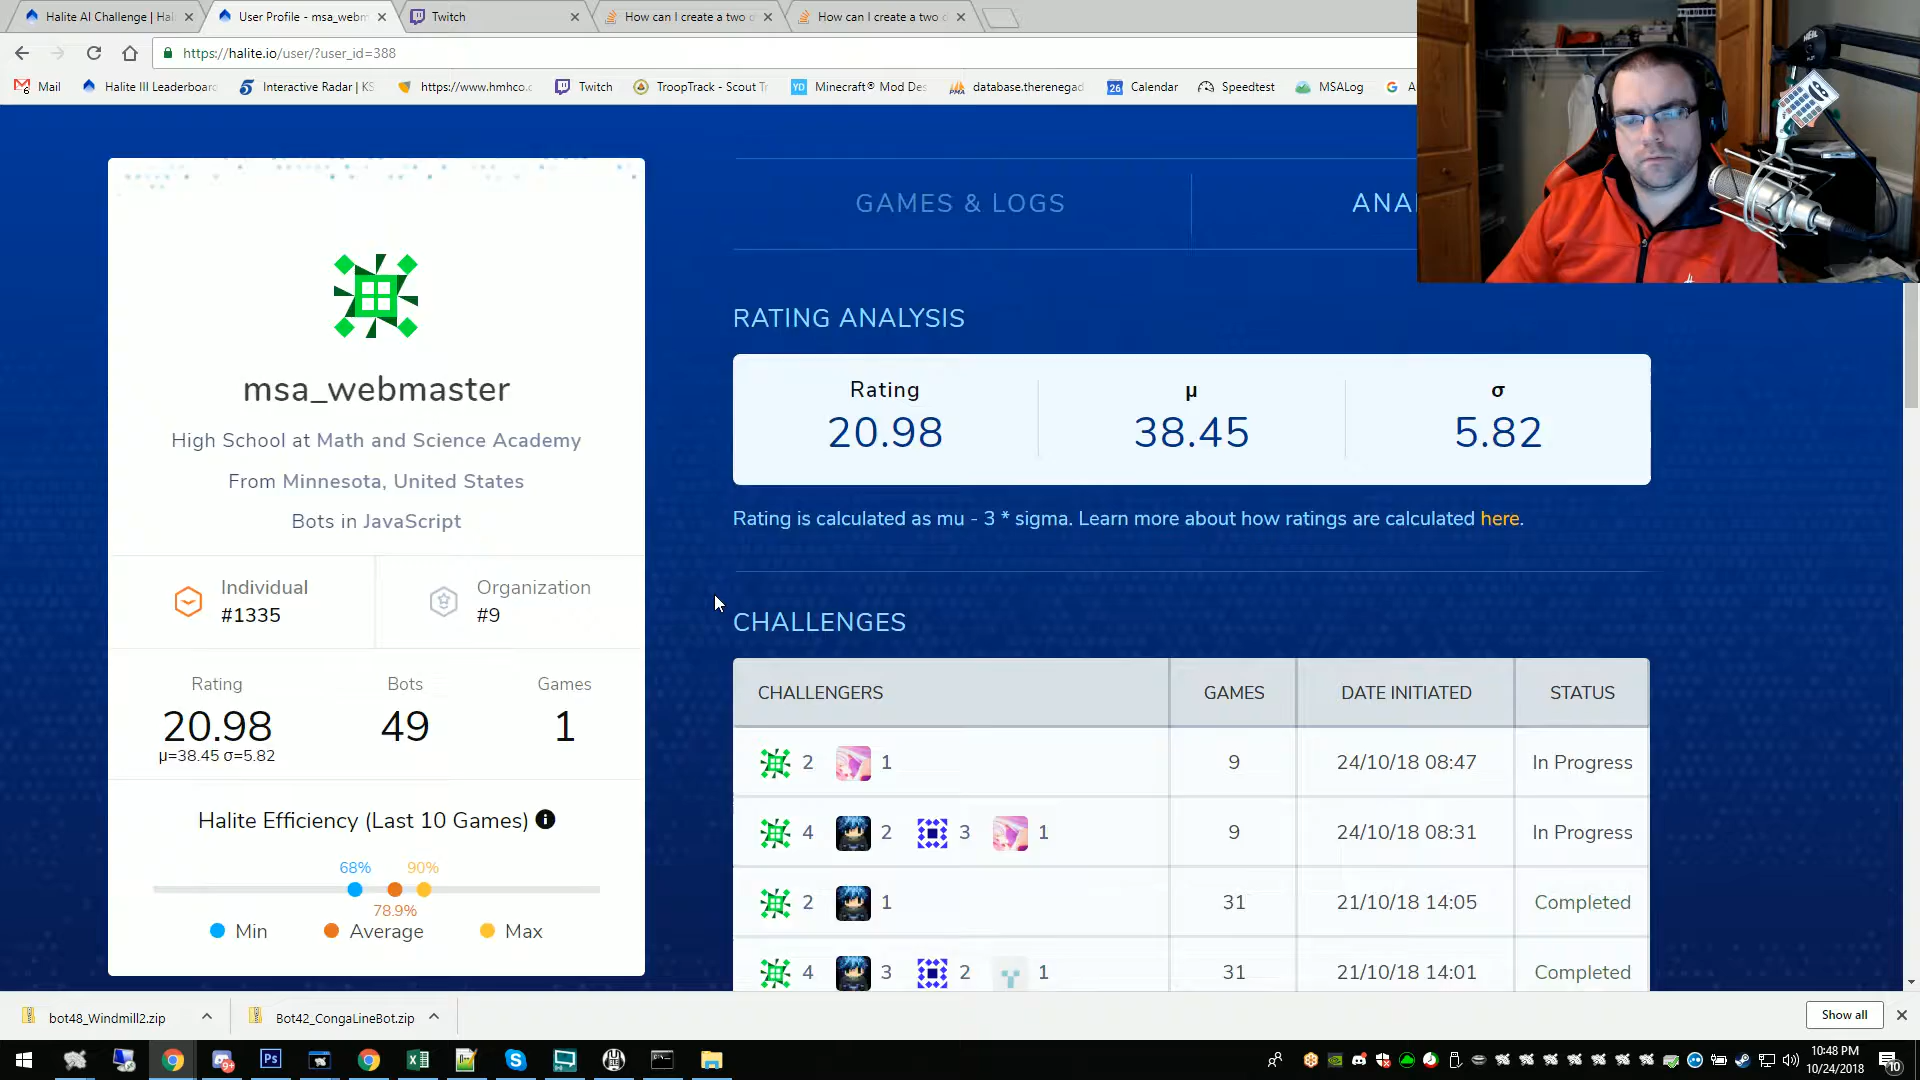 Halite AI Challenge | Hal
User Profile - msa_webm
Twitch
How can I create a two
How can I create a two
https://halite.io/user/?user_id=388
Mail
Halite III Leaderboar
Interactive Radar | KS
https://www.hmhco.c
Twitch
TroopTrack - Scout T
Minecraft® Mod Des
database.therenegad
Calendar
Speedtest
MSALog
A
GAMES & LOGS
ANA
RATING ANALYSIS
Rating
μ
σ
20.98
38.45
5.82
Rating is calculated as mu - 3 * sigma. Learn more about how ratings are calculated here.
msa_webmaster
High School at Math and Science Academy
From Minnesota, United States
Bots in JavaScript
Individual
#1335
Organization
#9
Rating
20.98
μ=38.45 σ=5.82
Bots
49
Games
1
Halite Efficiency (Last 10 Games)
68%
90%
78.9%
Min
Average
Max
CHALLENGES
CHALLENGERS GAMES DATE INITIATED STATUS
2 1 9 24/10/18 08:47 In Progress
4 2 3 1 9 24/10/18 08:31 In Progress
2 1 31 21/10/18 14:05 Completed
4 3 2 1 31 21/10/18 14:01 Completed
bot48_Windmill2.zip
Bot42_CongaLineBot.zip
Show all
10:48 PM
10/24/2018
10